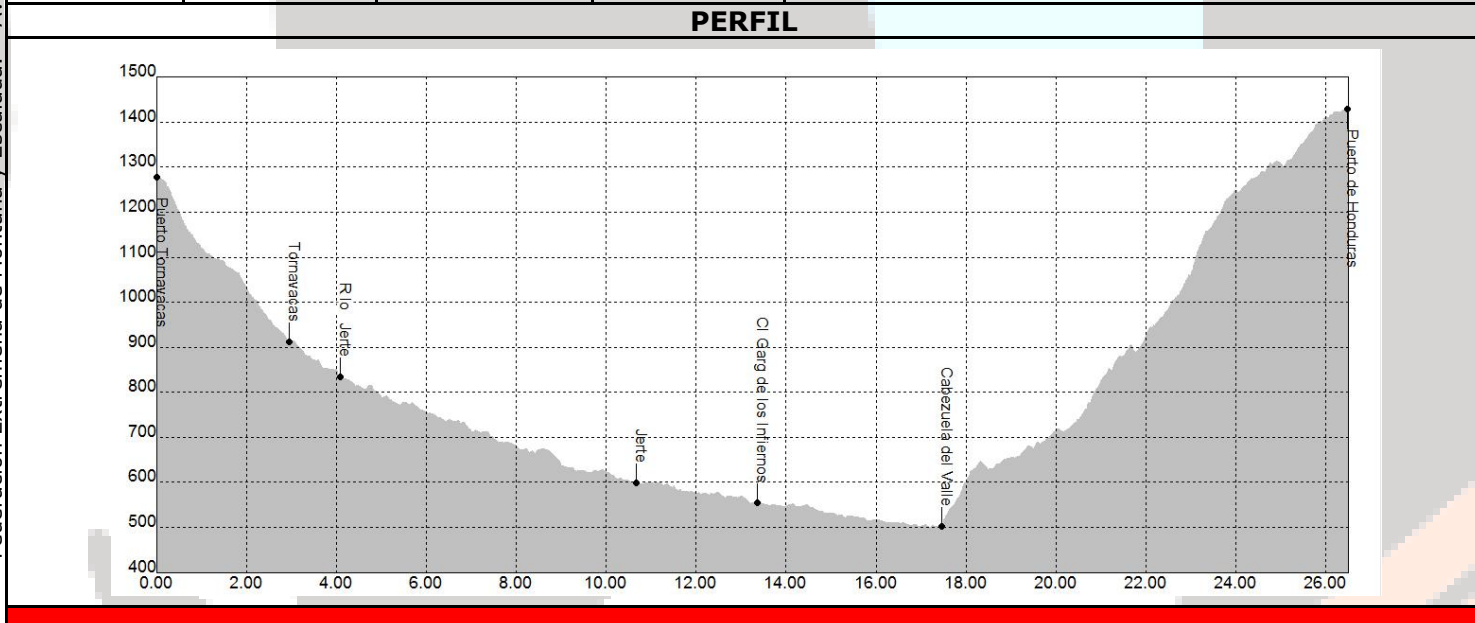 PERFIL
1500
1400
1300
1200
1100
1000
900
800
700
600
500
400
Puerto Tornavacas
Tornavacas
RIo Jerte
Jerte
CI Garg de los Infiernos
Cabezuela del Valle
Puerto de Honduras
0.00 2.00 4.00 6.00 8.00 10.00 12.00 14.00 16.00 18.00 20.00 22.00 24.00 26.00